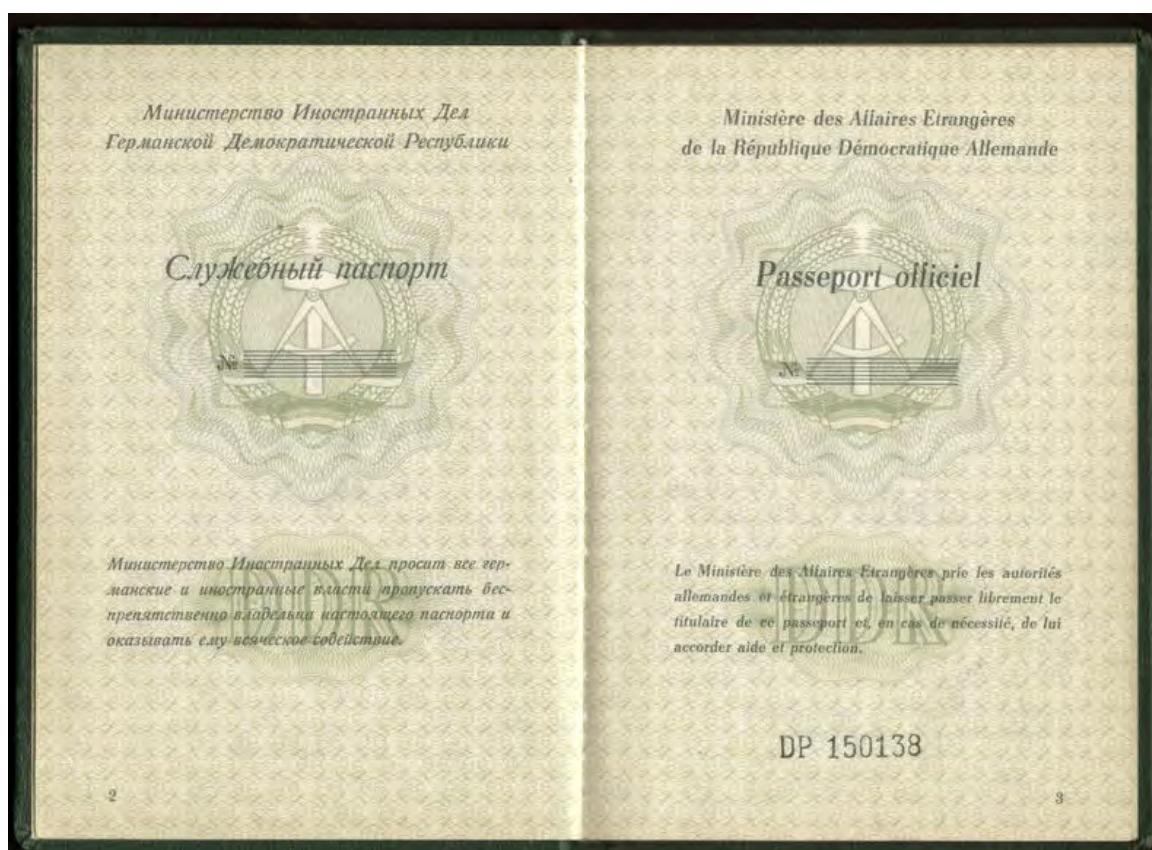 Министерство Иностранных Дел
Германской Демократической Республики
Служебный паспорт
№
DDR
Министерство Иностранных Дел просит все гер-
манские и иностранные власти пропускать бес-
препятственно владельца настоящего паспорта и
оказывать ему всяческое содействие.
2
Ministère des Affaires Etrangères
de la République Démocratique Allemande
Passeport officiel
№
DDR
Le Ministère des Affaires Etrangères prie les autorités
allemandes et étrangères de laisser passer librement le
titulaire de ce passeport et, en cas de nécessité, de lui
accorder aide et protection.
DP 150138
3